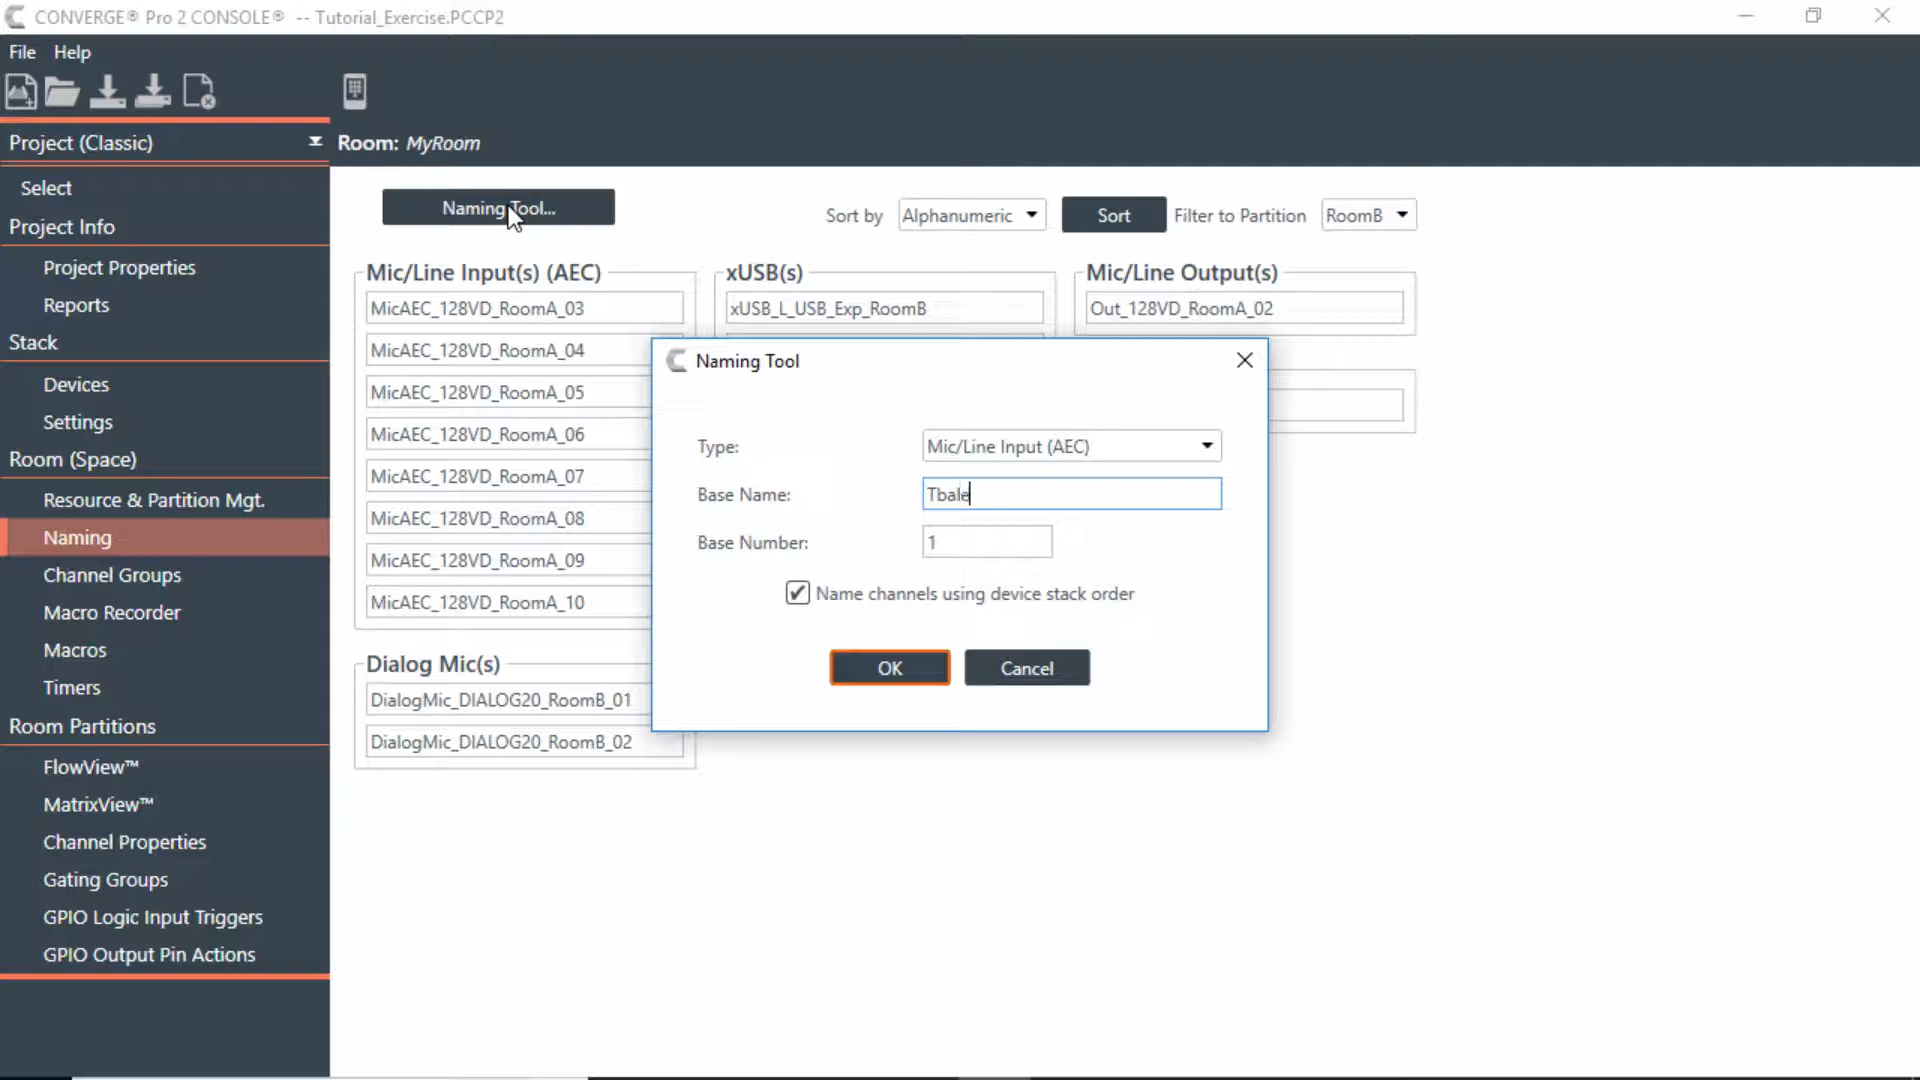 CONVERGE® Pro 2 CONSOLE® -- Tutorial_Exercise.PCCP2
File Help
Project (Classic)
Room: MyRoom
Select
Project Info
Project Properties
Reports
Stack
Devices
Settings
Room (Space)
Resource & Partition Mgt.
Naming
Channel Groups
Macro Recorder
Macros
Timers
Room Partitions
FlowView™
MatrixView™
Channel Properties
Gating Groups
GPIO Logic Input Triggers
GPIO Output Pin Actions
Naming Tool...
Sort by Alphanumeric Sort Filter to Partition RoomB
Mic/Line Input(s) (AEC)
MicAEC_128VD_RoomA_03
MicAEC_128VD_RoomA_04
MicAEC_128VD_RoomA_05
MicAEC_128VD_RoomA_06
MicAEC_128VD_RoomA_07
MicAEC_128VD_RoomA_08
MicAEC_128VD_RoomA_09
MicAEC_128VD_RoomA_10
Dialog Mic(s)
DialogMic_DIALOG20_RoomB_01
DialogMic_DIALOG20_RoomB_02
xUSB(s)
xUSB_L_USB_Exp_RoomB
Mic/Line Output(s)
Out_128VD_RoomA_02
Naming Tool
Type: Mic/Line Input (AEC)
Base Name: Tbale
Base Number: 1
Name channels using device stack order
OK Cancel